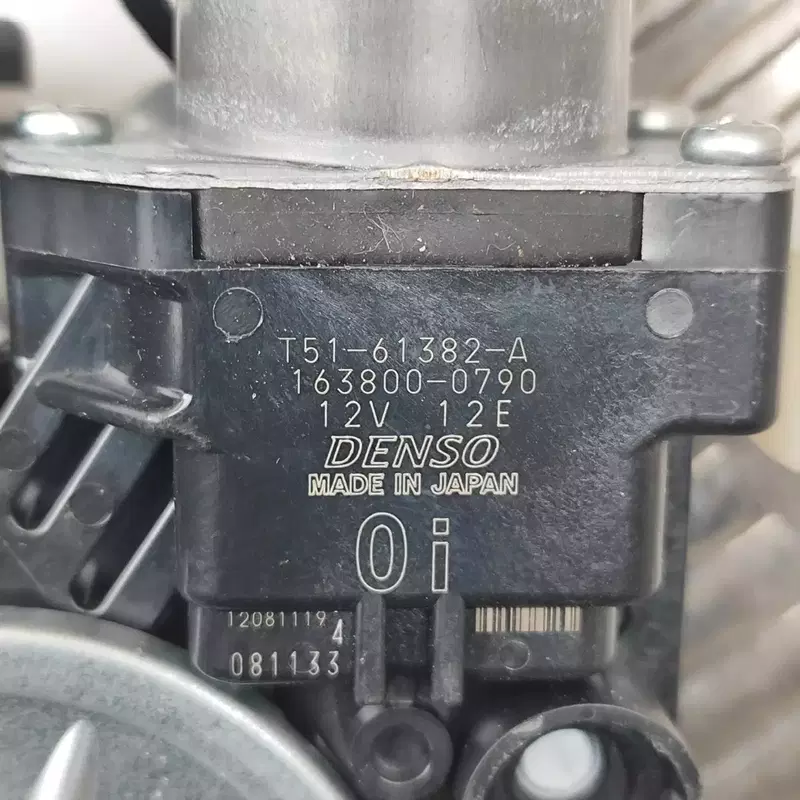 T51-61382-A
163800-0790
12V 12E
DENSO
MADE IN JAPAN
0i
12081119
4
081133